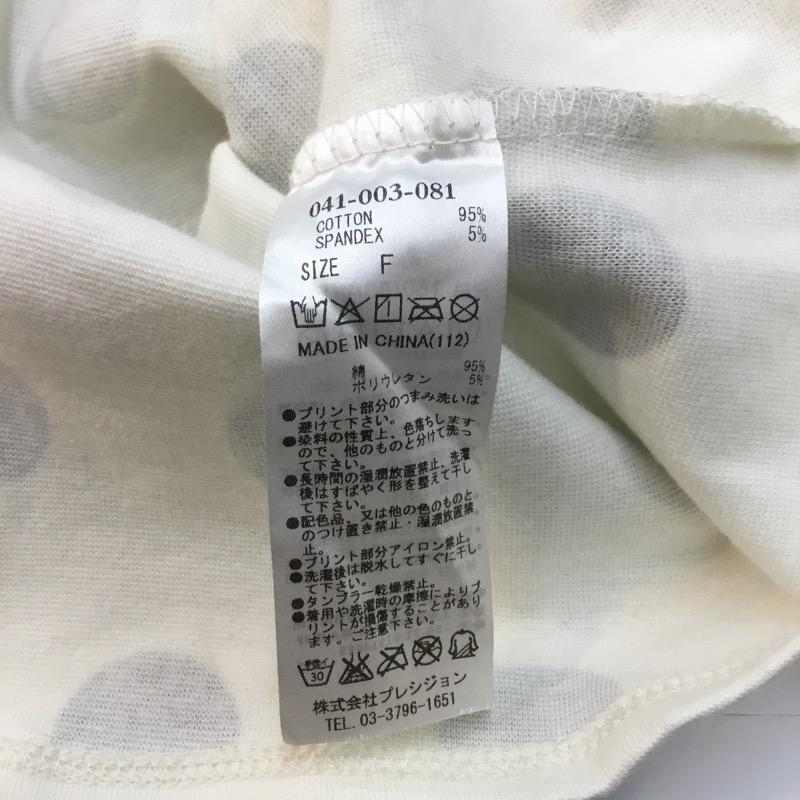 041-003-081
COTTON 95%
SPANDEX 5%
SIZE F
MADE IN CHINA(112)
綿 95%
ポリウレタン 5%
●プリント部分のつまみ洗いは
避けて下さい。
●染料の性質上、色落ちします
ので、他のものと分けて洗っ
て下さい。
●長時間の湿潤放置禁止、洗濯
後はすばやく形を整えて干し
て下さい。
●配色品、又は他の色のものと
のつけ置き禁止・湿潤放置禁
止。
●プリント部分アイロン禁止。
●洗濯後は脱水してすぐに干し
て下さい。
●タンブラー乾燥禁止。
●着用や洗濯時の摩擦によりプ
リントが損傷することがあり
ます。ご注意下さい。
手洗イ
30
株式会社プレシジョン
TEL. 03-3796-1651